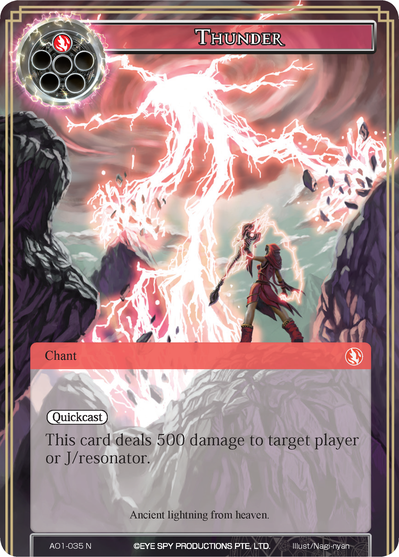 Thunder
Chant
Quickcast
This card deals 500 damage to target player
or J/resonator.
Ancient lightning from heaven.
A01-035 N ©EYE SPY PRODUCTIONS PTE. LTD. Illust/Nagi-nyan